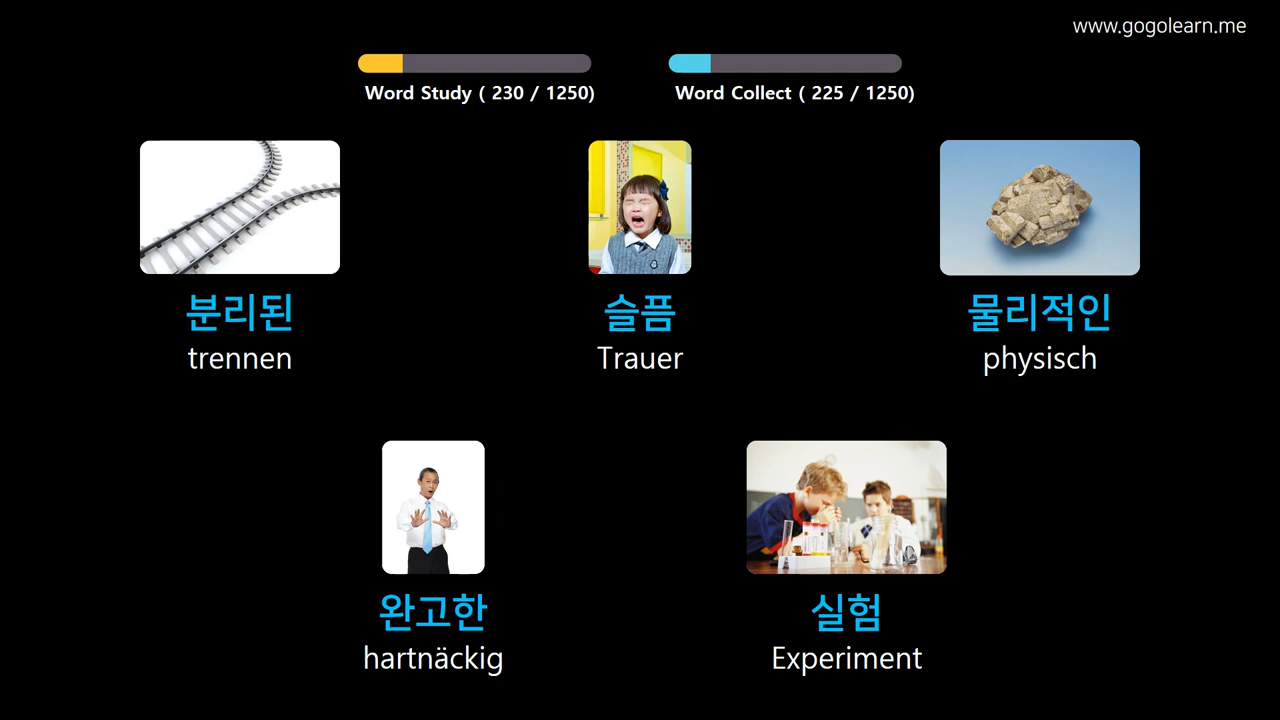 www.gogolearn.me
Word Study ( 230 / 1250)
Word Collect ( 225 / 1250)
분리된
trennen
슬픔
Trauer
물리적인
physisch
완고한
hartnäckig
실험
Experiment